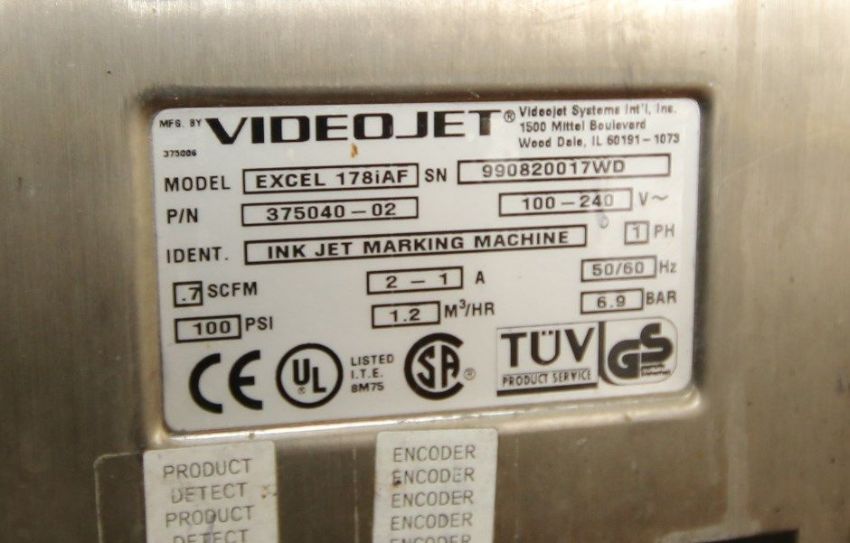 MFG. BY VIDEOJET® Videojet Systems Int'l, Inc.
1500 Mittel Boulevard
Wood Dale, IL 60191-1073
375006
MODEL EXCEL 178iAF SN 990820017WD
P/N 375040-02 100-240 V~
IDENT. INK JET MARKING MACHINE 1 PH
.7 SCFM 2 - 1 A 50/60 Hz
100 PSI 1.2 M³/HR 6.9 BAR
CE UL® LISTED
I.T.E.
8M75
SA® TÜV
PRODUCT SERVICE
GS
PRODUCT
DETECT
PRODUCT
DETECT
ENCODER
ENCODER
ENCODER
ENCODER
ENCODER